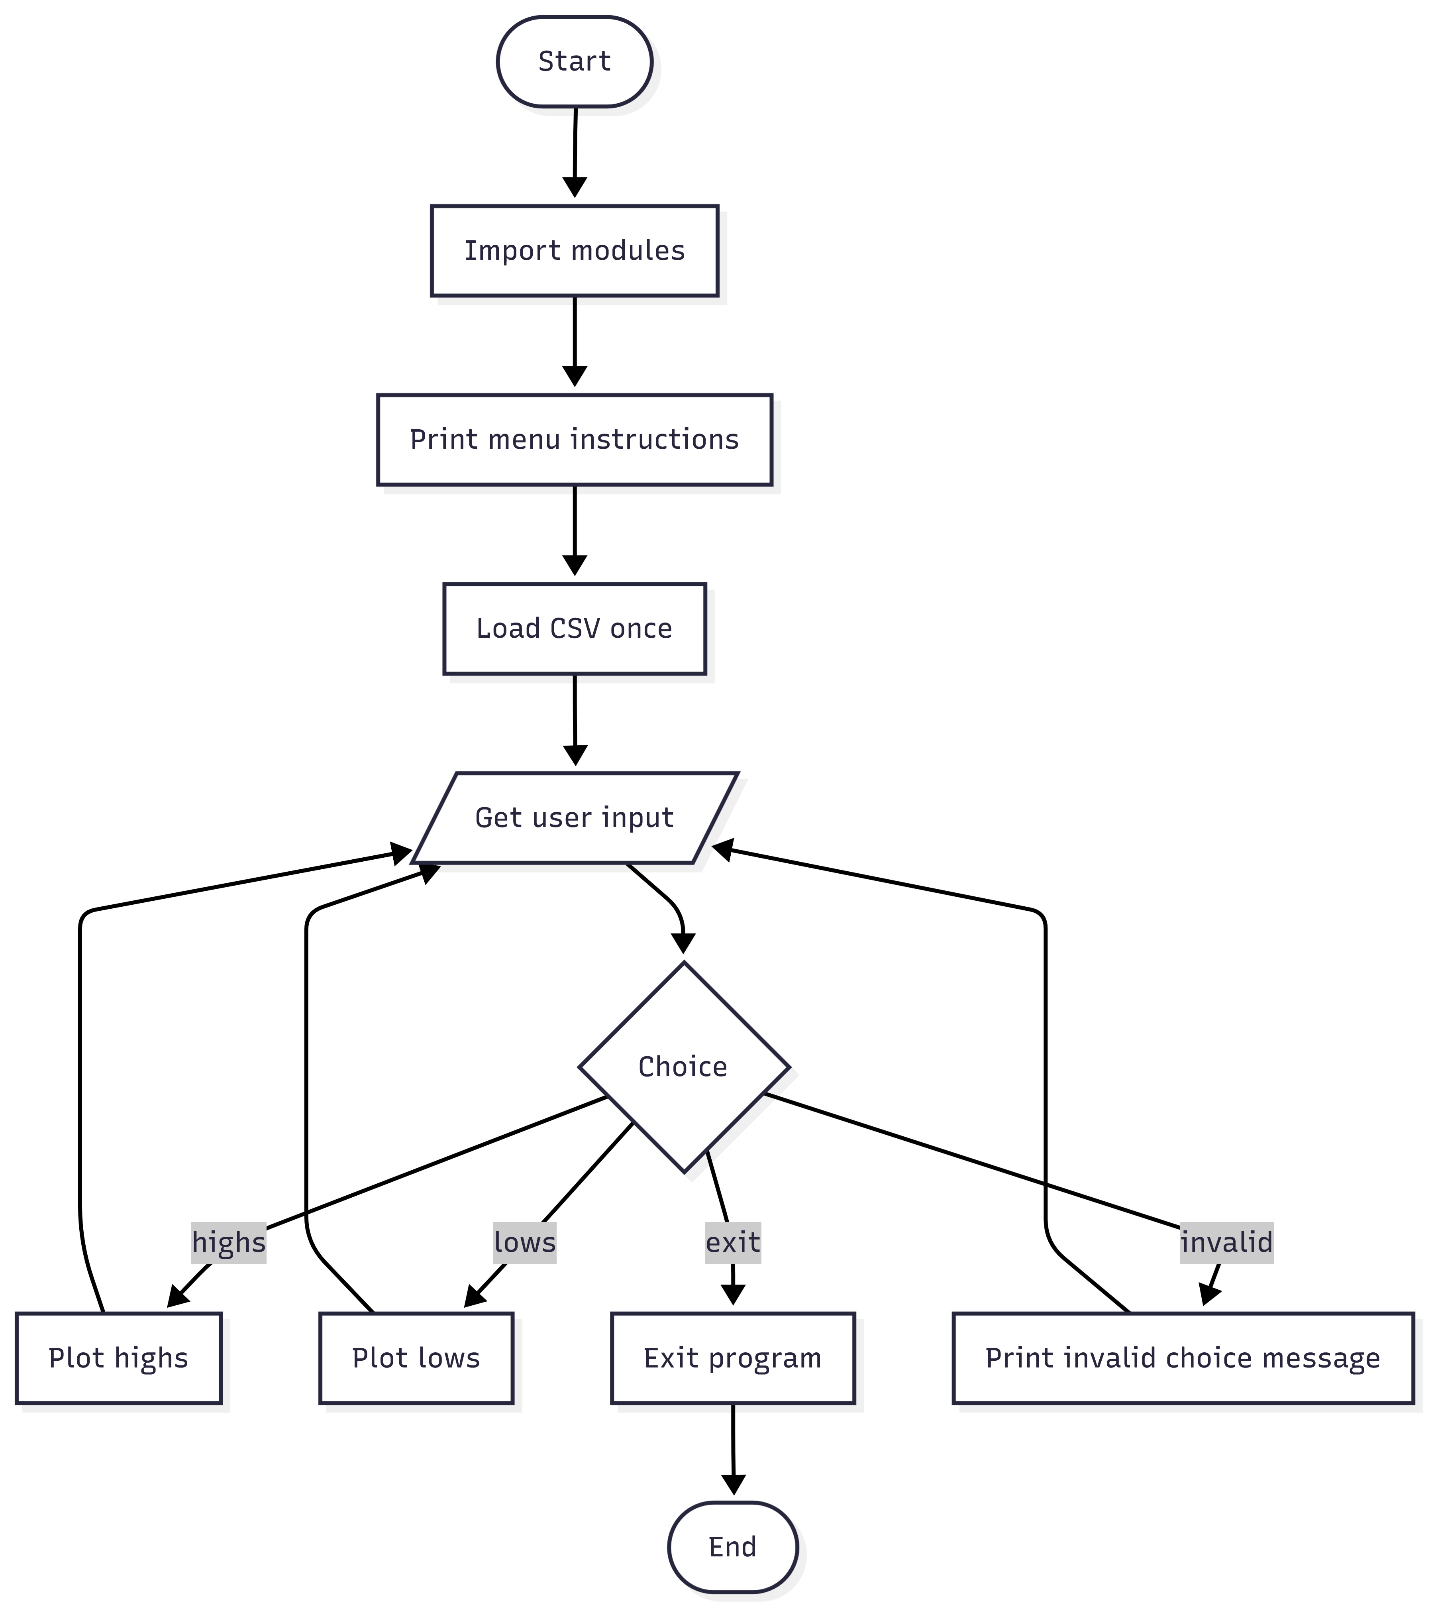 Start
Import modules
Print menu instructions
Load CSV once
Get user input
Choice
highs
lows
exit
invalid
Plot highs
Plot lows
Exit program
Print invalid choice message
End